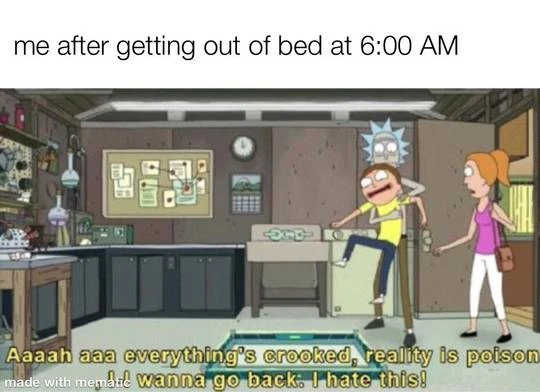 me after getting out of bed at 6:00 AM
Aaaah aaa everything's crooked, reality is poison
I-I wanna go back. I hate this!
made with mematic